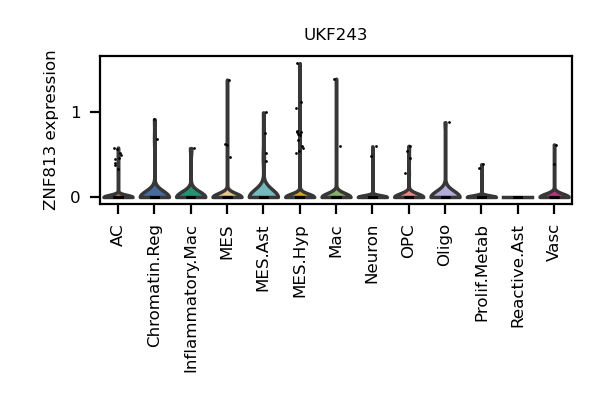 UKF243
ZNF813 expression
1
0
AC
Chromatin.Reg
Inflammatory.Mac
MES
MES.Ast
MES.Hyp
Mac
Neuron
OPC
Oligo
Prolif.Metab
Reactive.Ast
Vasc